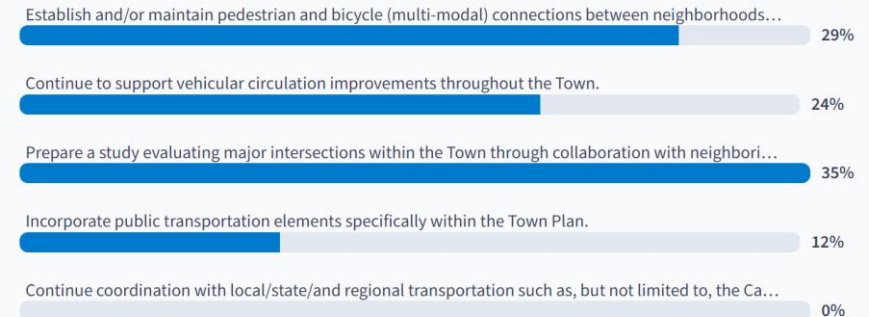 Establish and/or maintain pedestrian and bicycle (multi-modal) connections between neighborhoods…
29%
Continue to support vehicular circulation improvements throughout the Town.
24%
Prepare a study evaluating major intersections within the Town through collaboration with neighbori…
35%
Incorporate public transportation elements specifically within the Town Plan.
12%
Continue coordination with local/state/and regional transportation such as, but not limited to, the Ca…
0%